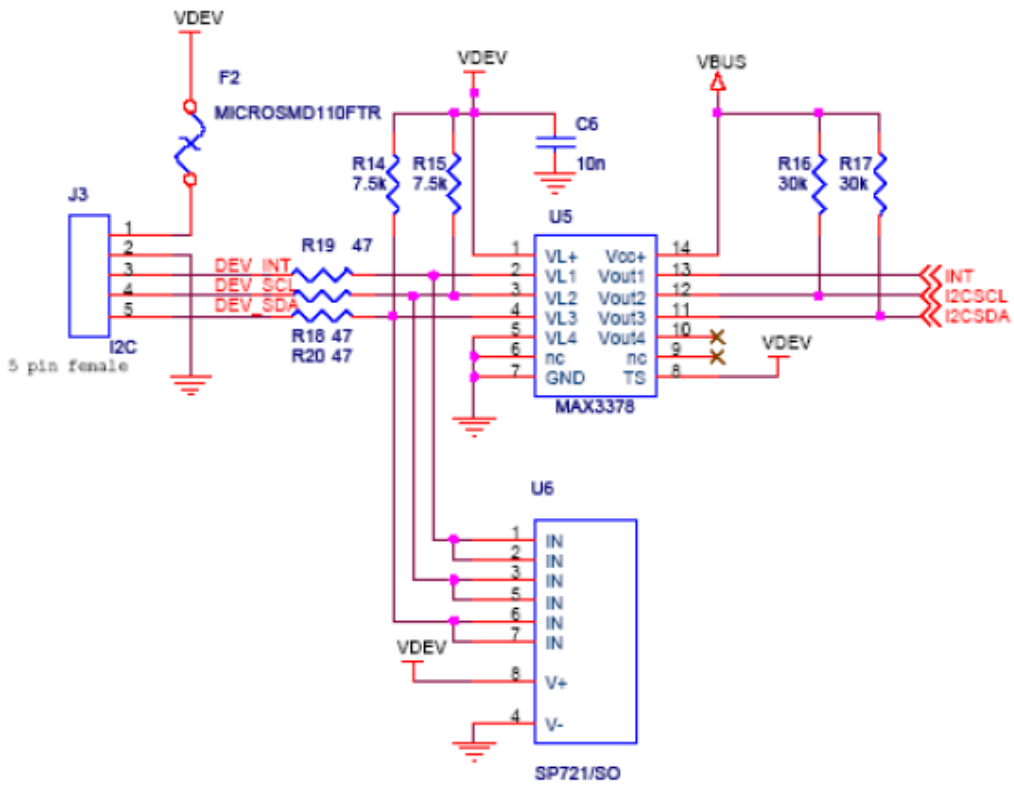 VDEV
F2
MICROSMD110FTR
J3
1
2
3
4
5
I2C
5 pin female
DEV_INT
DEV_SCL
DEV_SDA
R19 47
R18 47
R20 47
VDEV
R14
7.5k
R15
7.5k
C6
10n
VBUS
R16
30k
R17
30k
U5
1 VL+ Vcc+ 14
2 VL1 Vout1 13
3 VL2 Vout2 12
4 VL3 Vout3 11
5 VL4 Vout4 10
6 nc nc 9
7 GND TS 8
MAX3378
VDEV
INT
I2CSCL
I2CSDA
U6
1 IN
2 IN
3 IN
5 IN
6 IN
7 IN
VDEV
8 V+
4 V-
SP721/SO